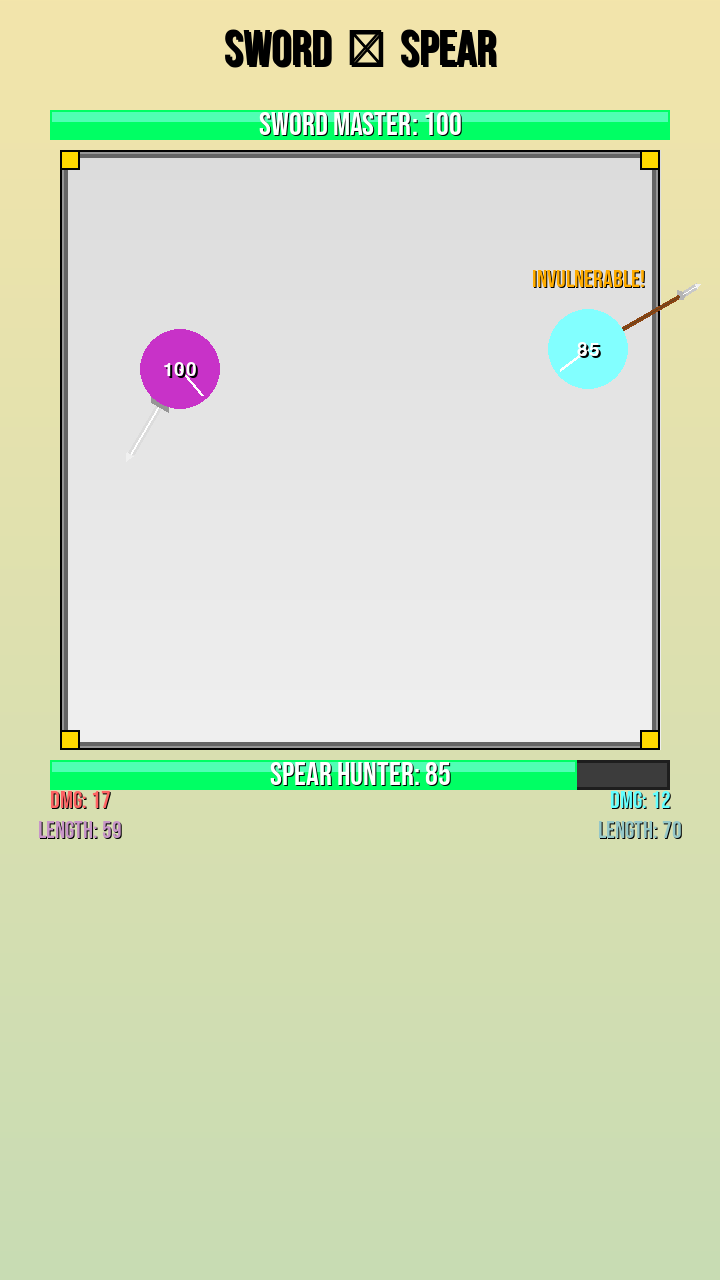 SWORD ⚔ SPEAR
SWORD MASTER: 100
INVULNERABLE!
85
100
SPEAR HUNTER: 85
DMG: 17
DMG: 12
LENGTH: 59
LENGTH: 70